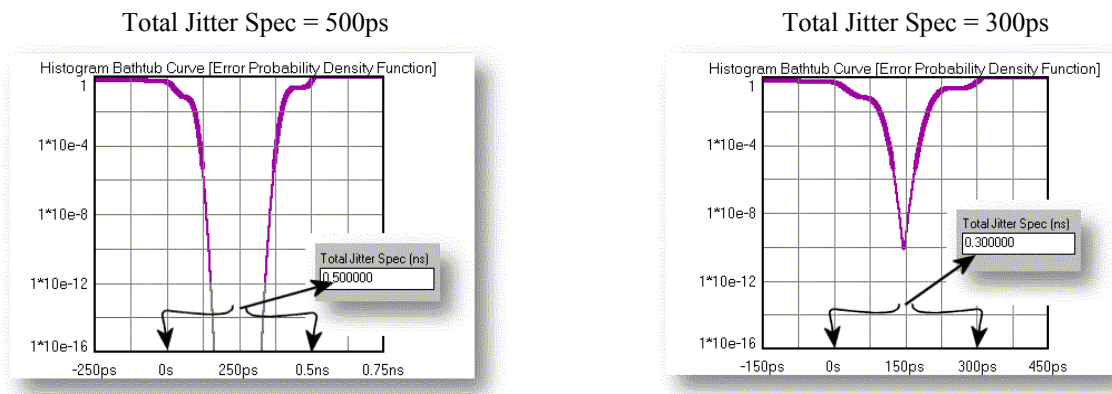 Total Jitter Spec = 500ps
Histogram Bathtub Curve [Error Probability Density Function]
1
1*10e-4
1*10e-8
1*10e-12
1*10e-16
Total Jitter Spec (ns)
0.500000
-250ps 0s 250ps 0.5ns 0.75ns
Total Jitter Spec = 300ps
Histogram Bathtub Curve [Error Probability Density Function]
1
1*10e-4
1*10e-8
1*10e-12
1*10e-16
Total Jitter Spec (ns)
0.300000
-150ps 0s 150ps 300ps 450ps